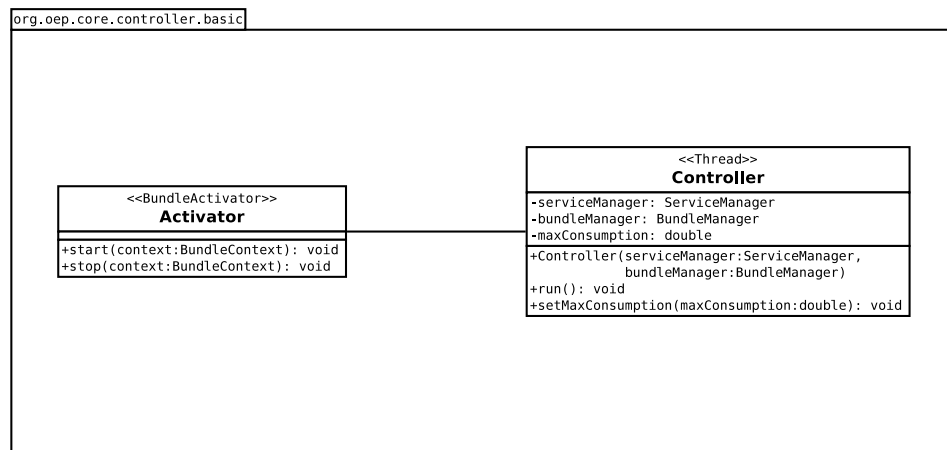 org.oep.core.controller.basic
<<BundleActivator>>
Activator
+start(context:BundleContext): void
+stop(context:BundleContext): void
<<Thread>>
Controller
-serviceManager: ServiceManager
-bundleManager: BundleManager
-maxConsumption: double
+Controller(serviceManager:ServiceManager,
bundleManager:BundleManager)
+run(): void
+setMaxConsumption(maxConsumption:double): void